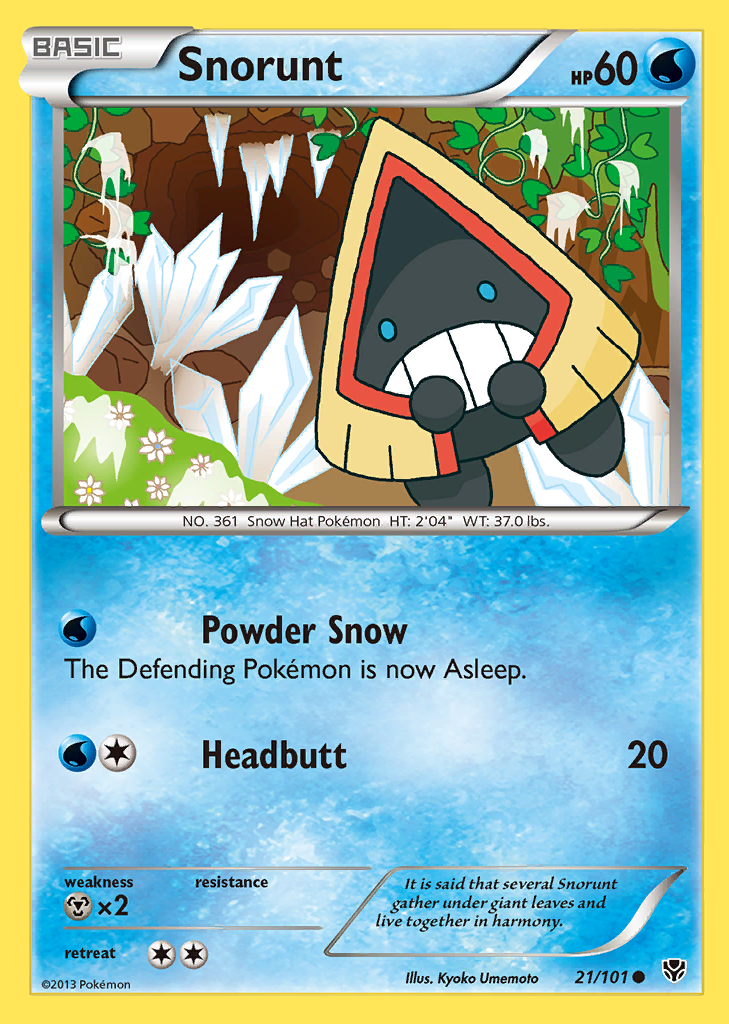 BASIC
Snorunt
HP60
NO. 361 Snow Hat Pokémon HT: 2'04" WT: 37.0 lbs.
Powder Snow
The Defending Pokémon is now Asleep.
Headbutt 20
weakness resistance
×2
It is said that several Snorunt
gather under giant leaves and
live together in harmony.
retreat
©2013 Pokémon
Illus. Kyoko Umemoto 21/101